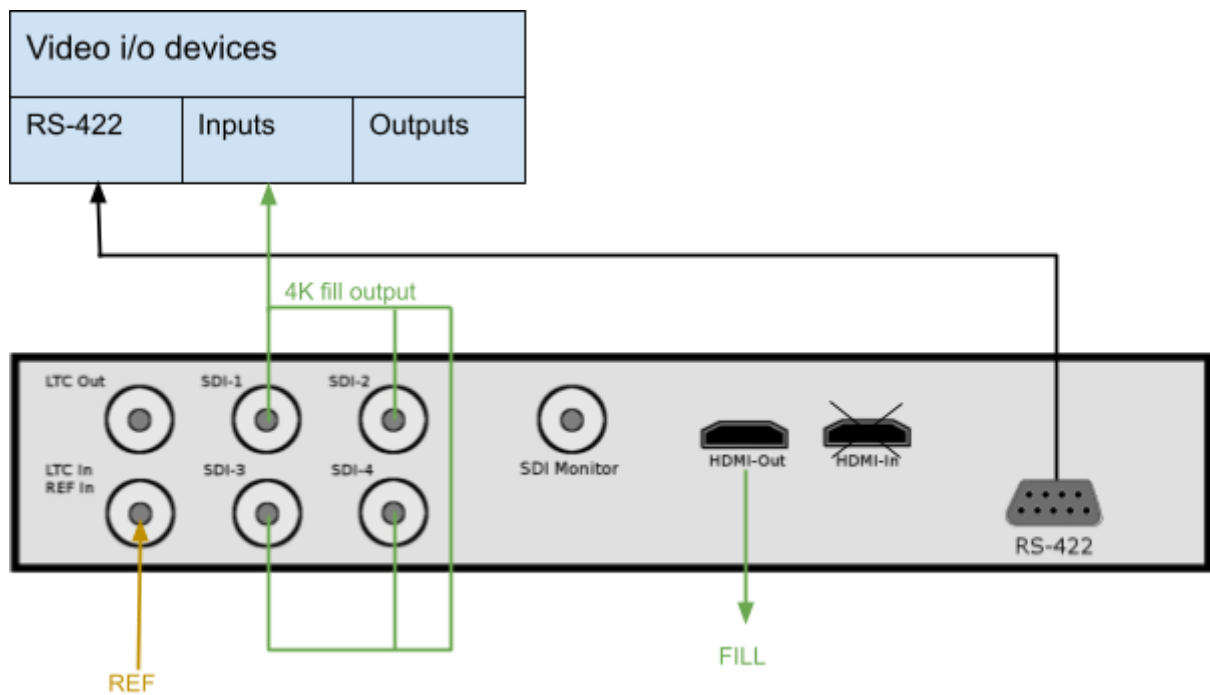 Video i/o devices
RS-422
Inputs
Outputs
4K fill output
LTC Out
SDI-1
SDI-2
LTC In
REF In
SDI-3
SDI-4
SDI Monitor
HDMI-Out
HDMI-In
RS-422
FILL
REF